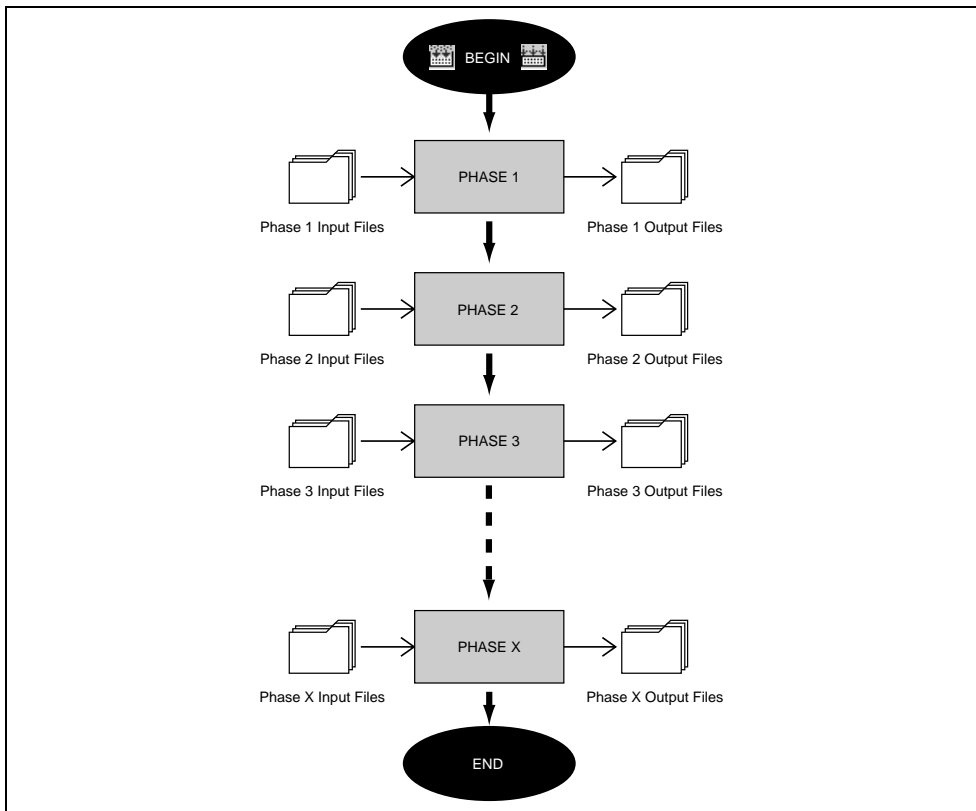 BEGIN
PHASE 1
Phase 1 Input Files
Phase 1 Output Files
PHASE 2
Phase 2 Input Files
Phase 2 Output Files
PHASE 3
Phase 3 Input Files
Phase 3 Output Files
PHASE X
Phase X Input Files
Phase X Output Files
END